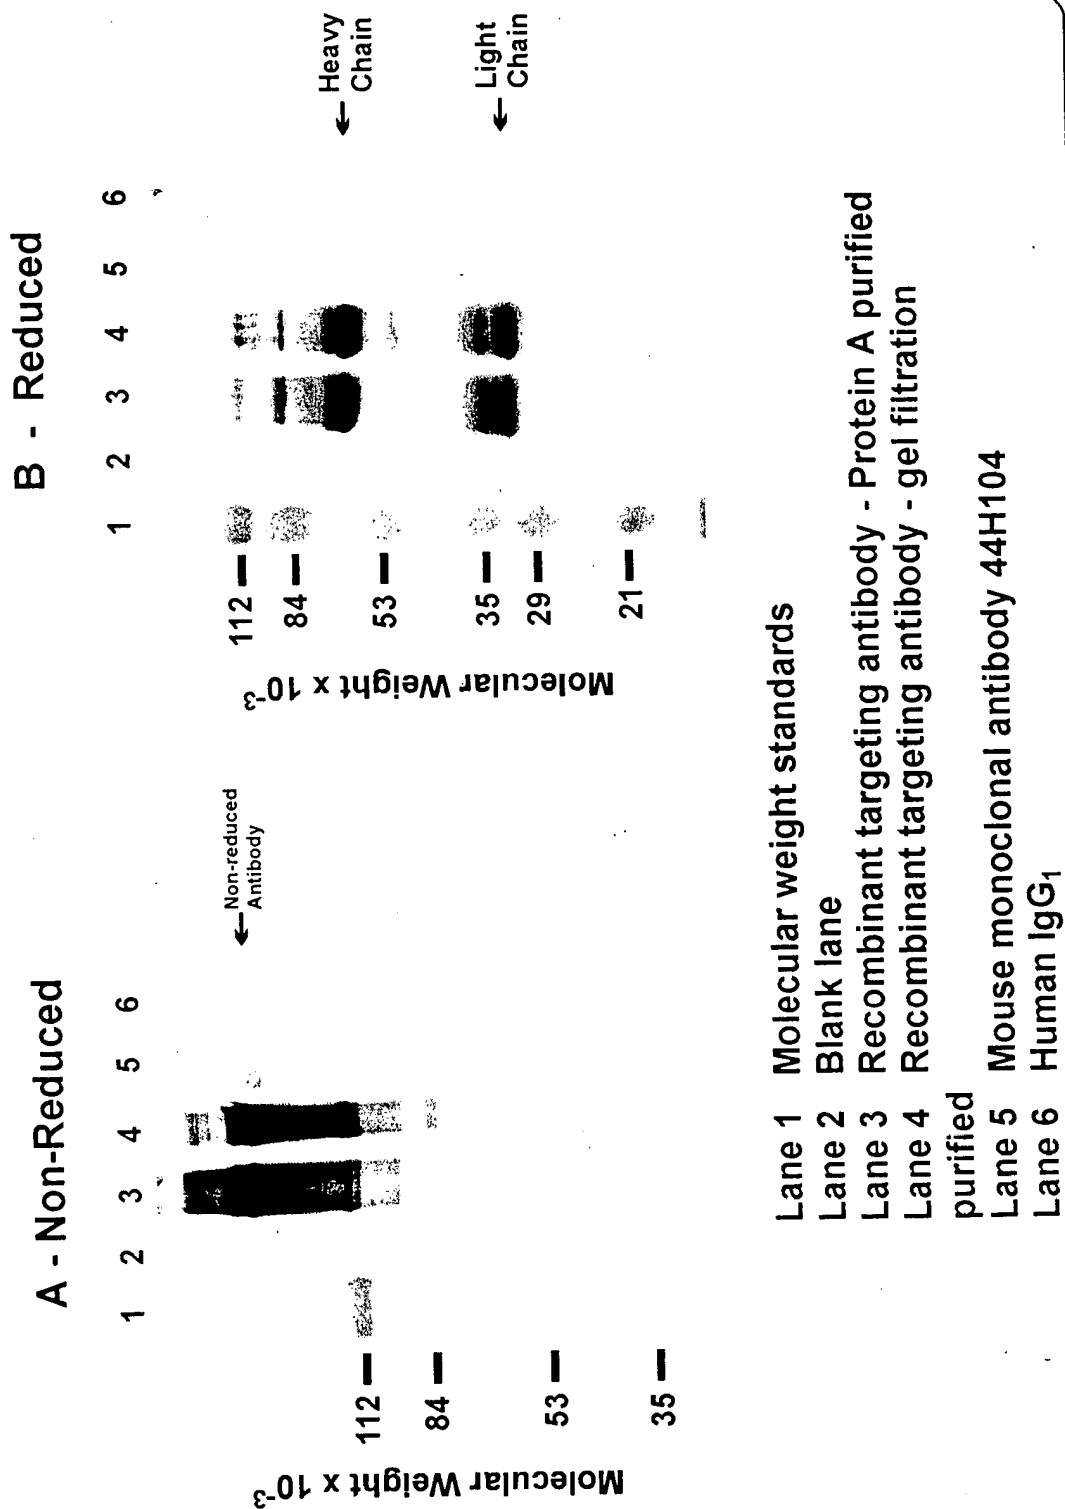 A - Non-Reduced
1 2 3 4 5 6
Molecular Weight x 10-3
112
84
53
35
Non-reduced
Antibody
B - Reduced
1 2 3 4 5 6
Molecular Weight x 10-3
112
84
53
35
29
21
Heavy
Chain
Light
Chain
Lane 1 Molecular weight standards
Lane 2 Blank lane
Lane 3 Recombinant targeting antibody - Protein A purified
Lane 4 Recombinant targeting antibody - gel filtration
purified
Lane 5 Mouse monoclonal antibody 44H104
Lane 6 Human IgG1